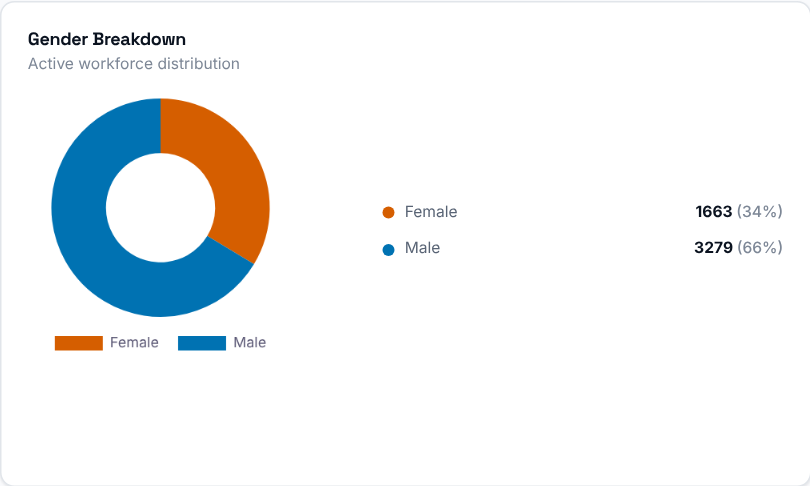 Gender Breakdown
Active workforce distribution
Female 1663 (34%)
Male 3279 (66%)
Female Male